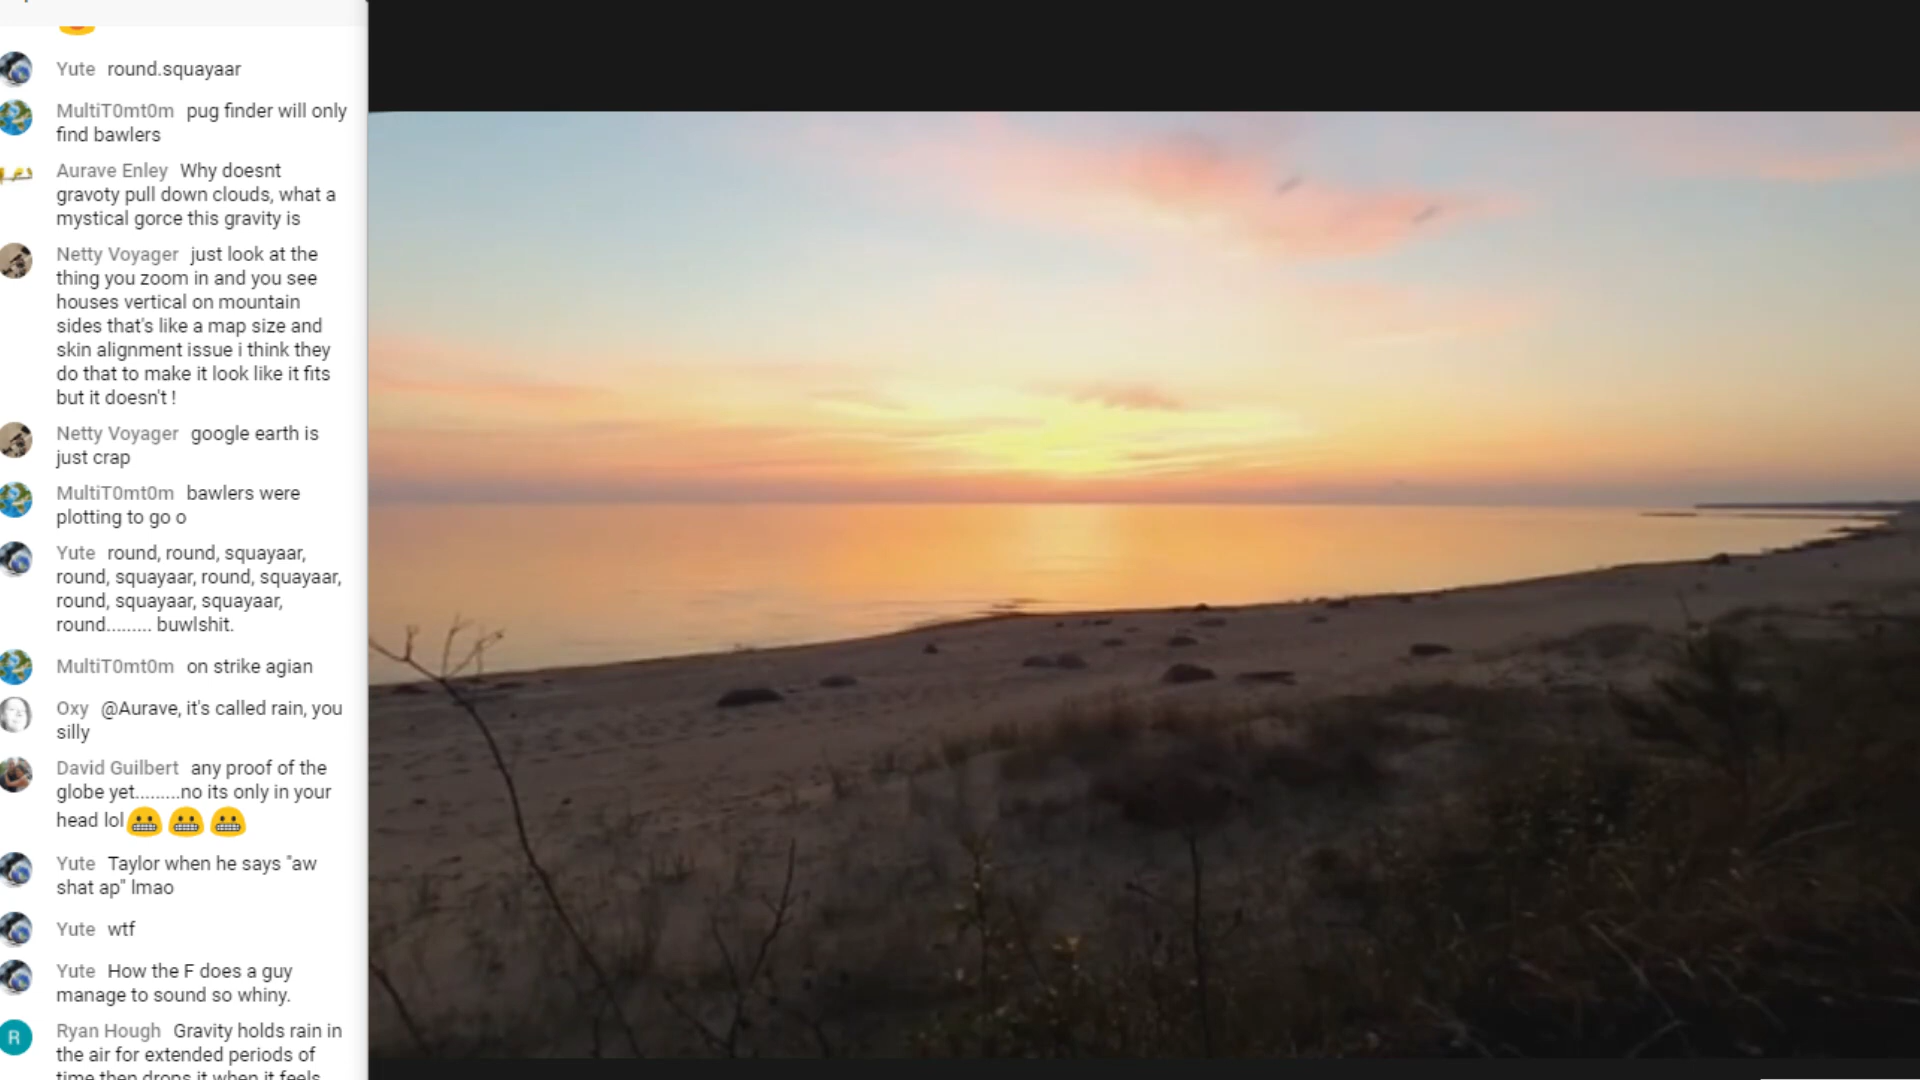 Yute round.squayaar
MultiT0mt0m pug finder will only
find bawlers
Aurave Enley Why doesnt
gravoty pull down clouds, what a
mystical gorce this gravity is
Netty Voyager just look at the
thing you zoom in and you see
houses vertical on mountain
sides that's like a map size and
skin alignment issue i think they
do that to make it look like it fits
but it doesn't !
Netty Voyager google earth is
just crap
MultiT0mt0m bawlers were
plotting to go o
Yute round, round, squayaar,
round, squayaar, round, squayaar,
round, squayaar, squayaar,
round......... buwlshit.
MultiT0mt0m on strike agian
Oxy @Aurave, it's called rain, you
silly
David Guilbert any proof of the
globe yet.........no its only in your
head lol😬 😬 😬
Yute Taylor when he says "aw
shat ap" lmao
Yute wtf
Yute How the F does a guy
manage to sound so whiny.
R
Ryan Hough Gravity holds rain in
the air for extended periods of
time then drops it when it feels